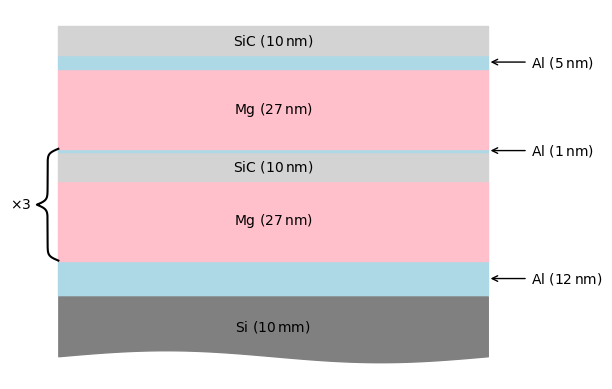 SiC (10 nm)
Al (5 nm)
Mg (27 nm)
Al (1 nm)
SiC (10 nm)
×3
Mg (27 nm)
Al (12 nm)
Si (10 mm)